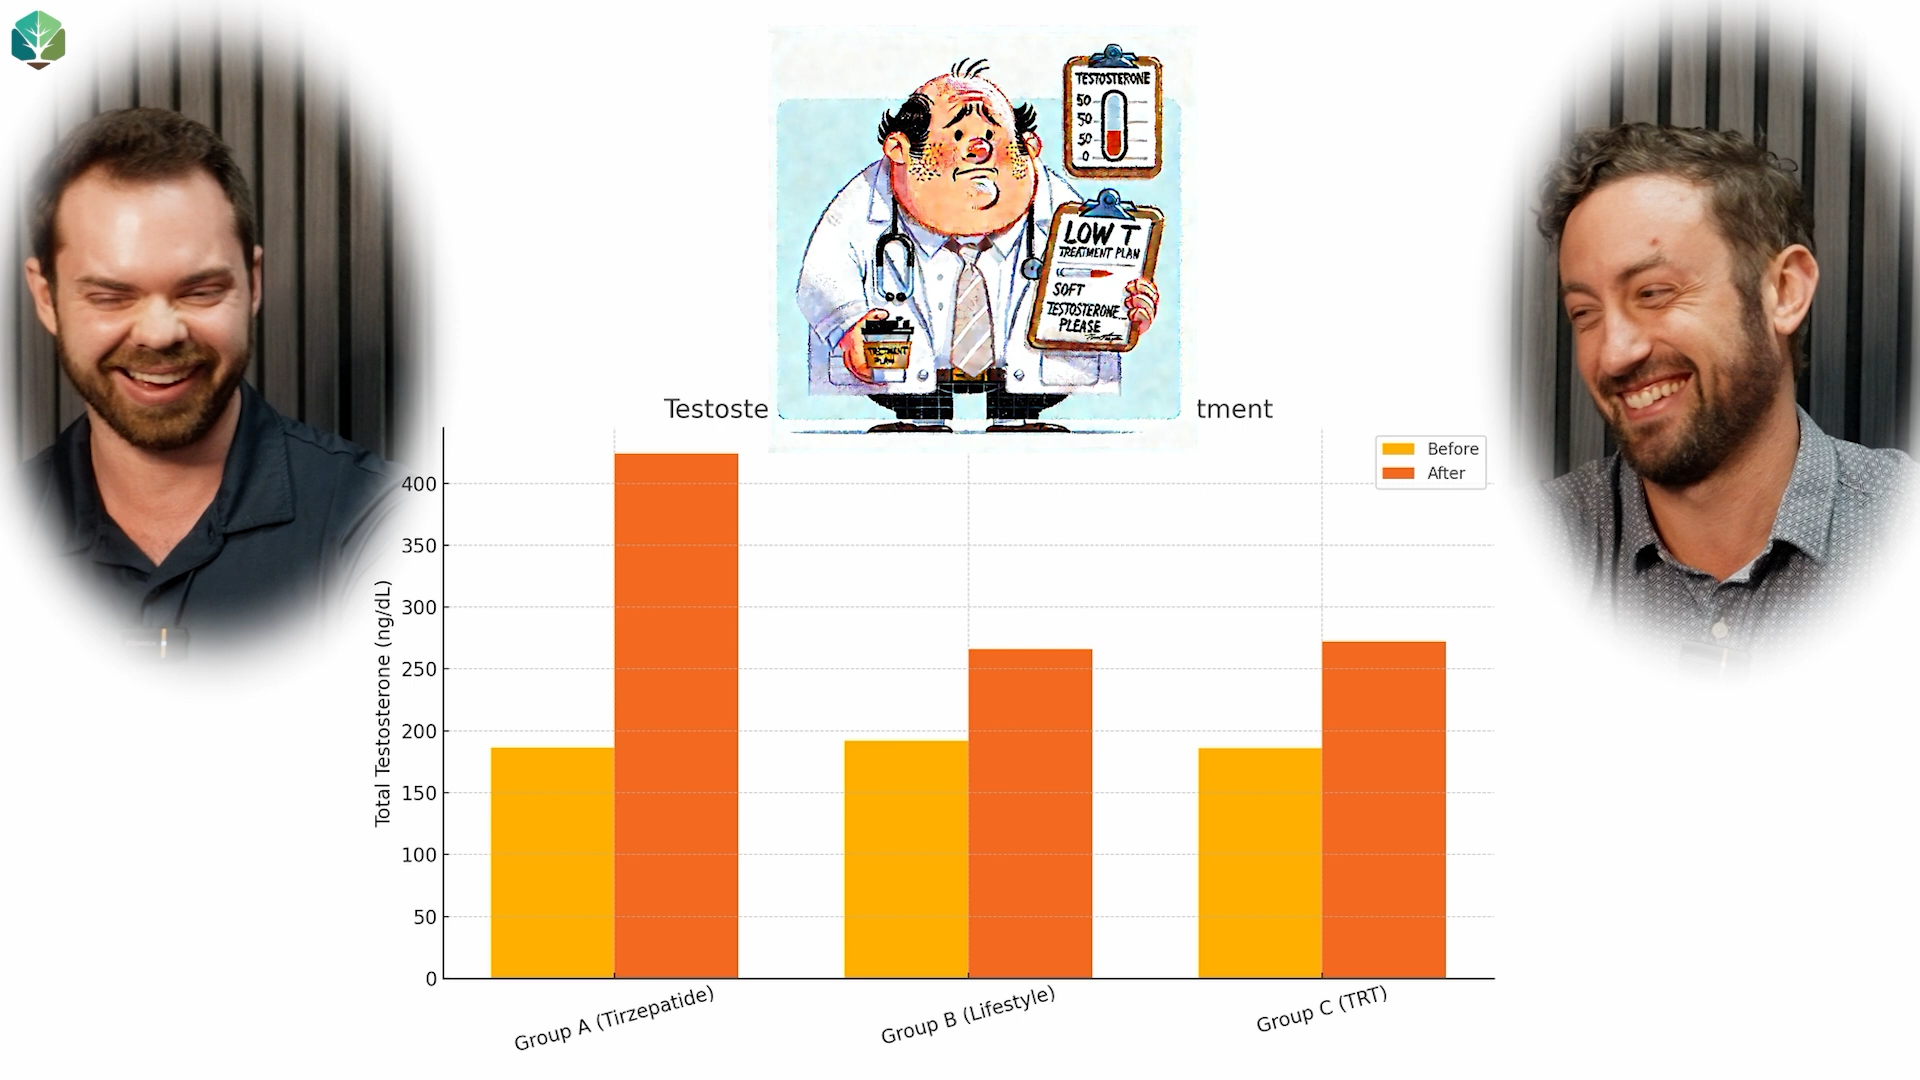 TESTOSTERONE
50
50
50
0
LOW T
TREATMENT PLAN
SOFT
TESTOSTERONE
PLEASE
Testoste
tment
Before
After
Total Testosterone (ng/dL)
400
350
300
250
200
150
100
50
0
Group A (Tirzepatide)
Group B (Lifestyle)
Group C (TRT)